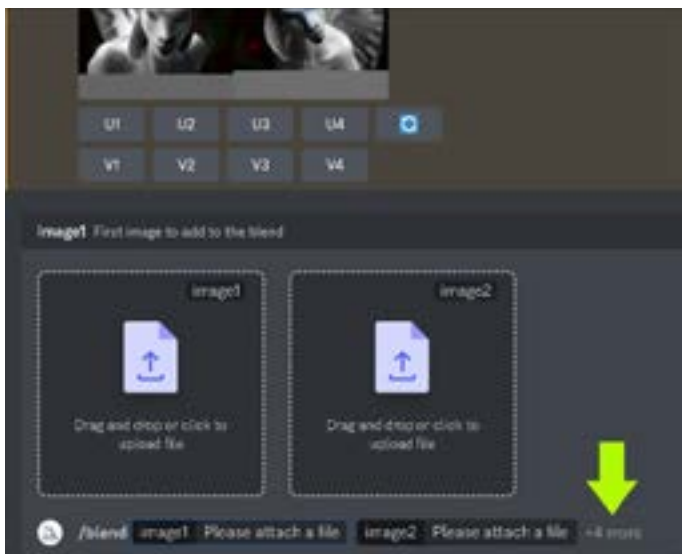 U1 U2 U3 U4
V1 V2 V3 V4
image1 First image to add to the blend
image1 image2
Drag and drop or click to Drag and drop or click to
upload file upload file
/blend image1 Please attach a file image2 Please attach a file +4 more